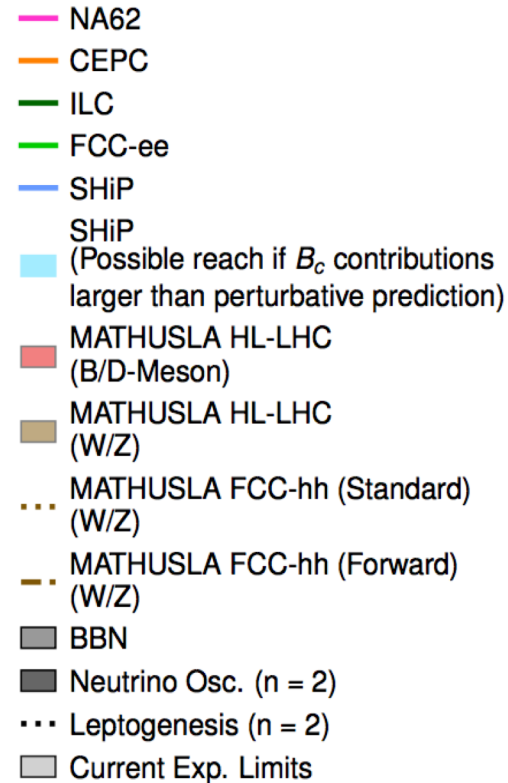 NA62
CEPC
ILC
FCC-ee
SHiP
SHiP
(Possible reach if Bc contributions
larger than perturbative prediction)
MATHUSLA HL-LHC
(B/D-Meson)
MATHUSLA HL-LHC
(W/Z)
MATHUSLA FCC-hh (Standard)
(W/Z)
MATHUSLA FCC-hh (Forward)
(W/Z)
BBN
Neutrino Osc. (n = 2)
Leptogenesis (n = 2)
Current Exp. Limits